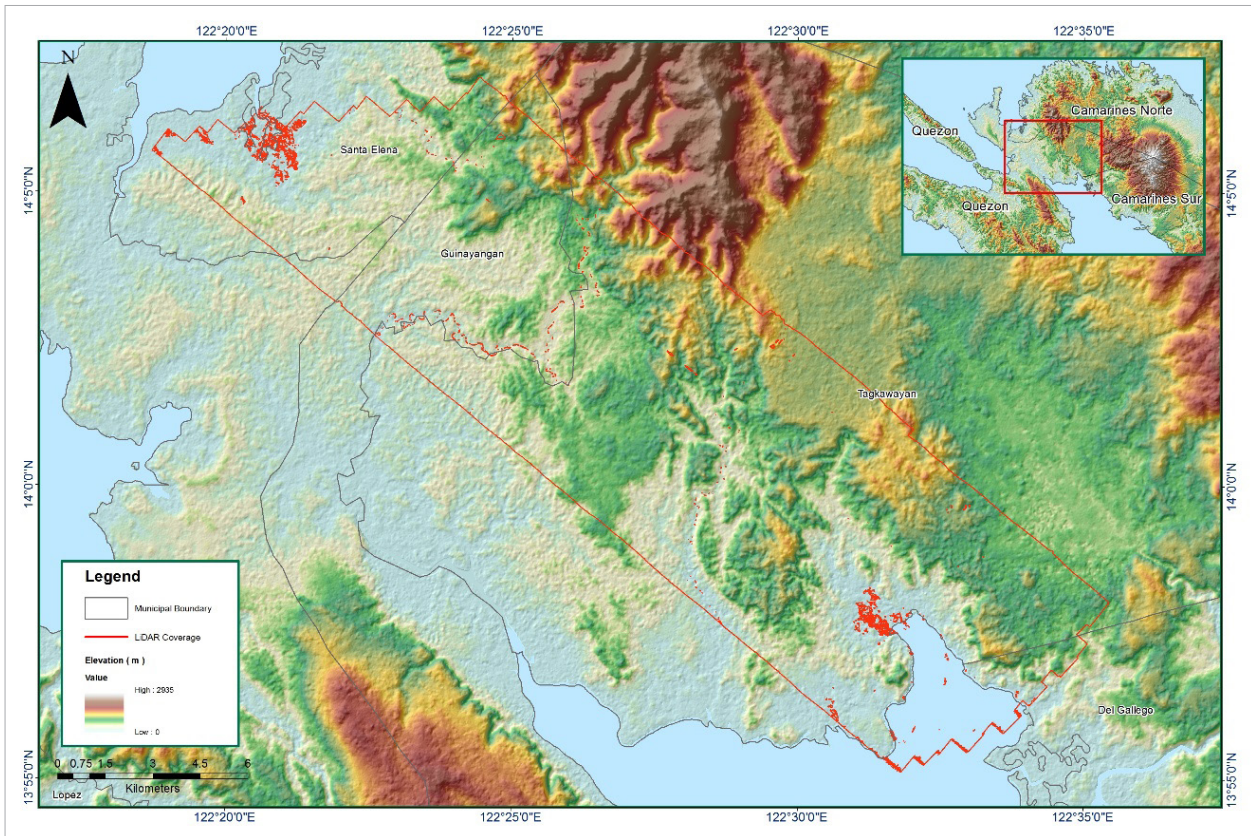 122°20'0"E 122°25'0"E 122°30'0"E 122°35'0"E
N
Camarines Norte
Quezon
Quezon
Camarines Sur
Santa Elena
14°5'0"N 14°5'0"N
Guinayangan
Tagkawayan
14°0'0"N 14°0'0"N
Legend
Municipal Boundary
LiDAR Coverage
Elevation ( m )
Value
High : 2935
Low : 0
Del Gallego
13°55'0"N 13°55'0"N
0 0.75 1.5 3 4.5 6
Kilometers
Lopez
122°20'0"E 122°25'0"E 122°30'0"E 122°35'0"E